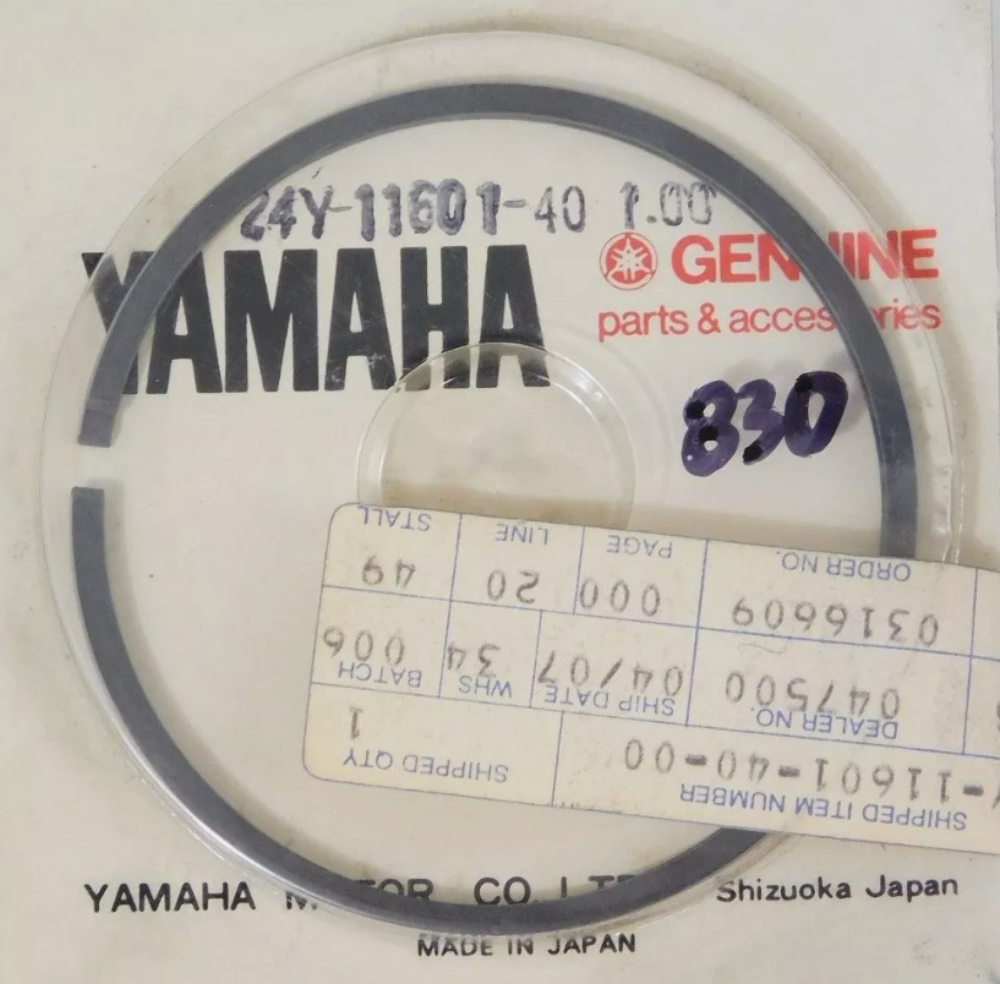 24Y-11601-40 1.00
YAMAHA
GENUINE
parts & accessories
830
SHIPPED ITEM NUMBER SHIPPED QTY
-11601-40-00 1
DEALER NO. SHIP DATE WHS BATCH
047500 04/07 34 006
0316609 000 20 49
ORDER NO. PAGE LINE STALL
YAMAHA MOTOR CO. LTD Shizuoka Japan
MADE IN JAPAN